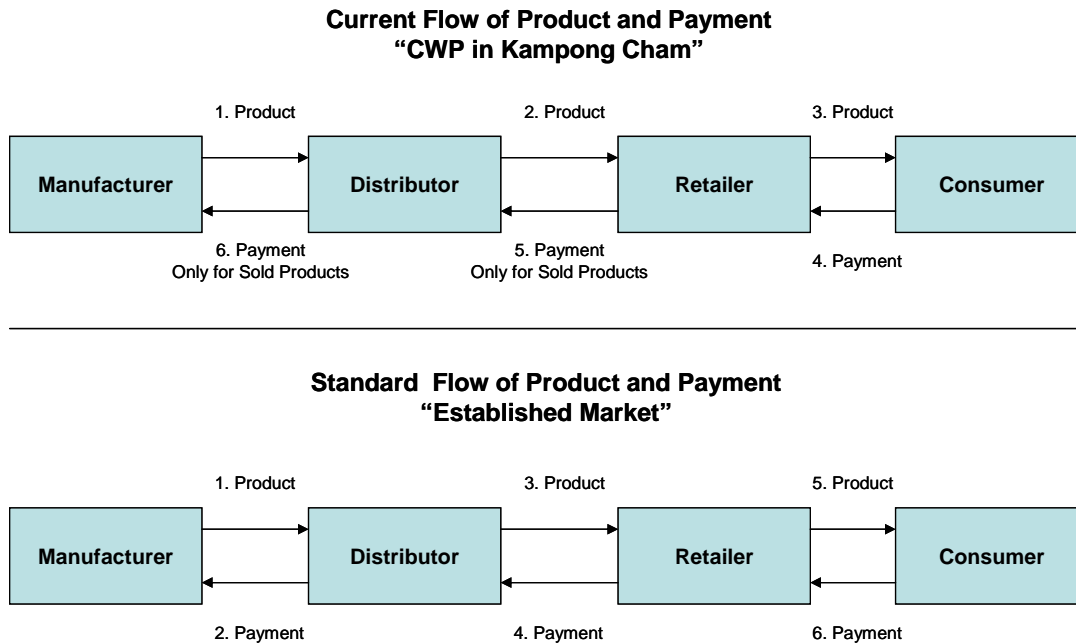 Current Flow of Product and Payment
“CWP in Kampong Cham”
1. Product
2. Product
3. Product
Manufacturer
Distributor
Retailer
Consumer
6. Payment
Only for Sold Products
5. Payment
Only for Sold Products
4. Payment
Standard Flow of Product and Payment
“Established Market”
1. Product
3. Product
5. Product
Manufacturer
Distributor
Retailer
Consumer
2. Payment
4. Payment
6. Payment